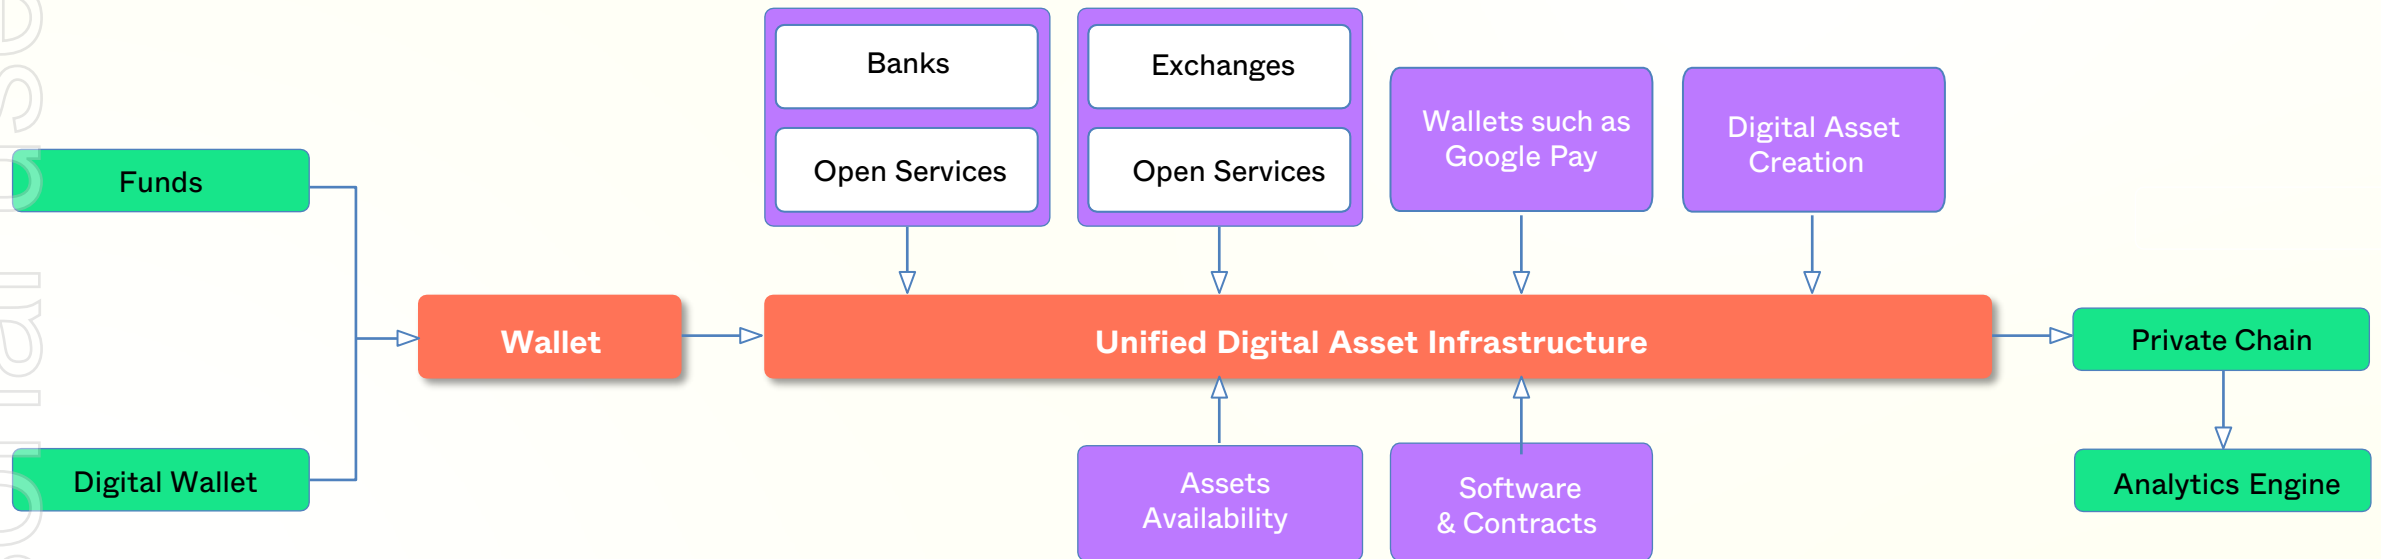 Banks
Open Services
Exchanges
Open Services
Wallets such as
Google Pay
Digital Asset
Creation
Funds
Wallet
Unified Digital Asset Infrastructure
Private Chain
Digital Wallet
Assets
Availability
Software
& Contracts
Analytics Engine